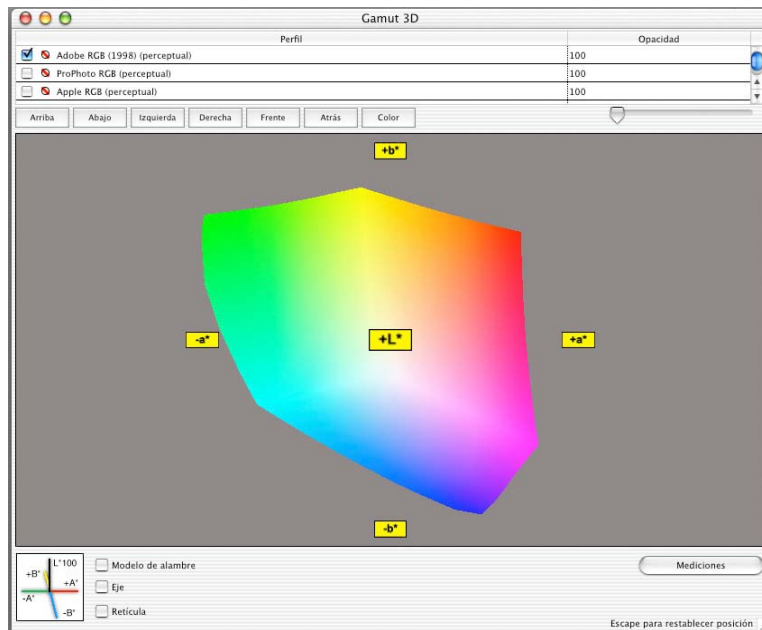 Gamut 3D
Perfil Opacidad
Adobe RGB (1998) (perceptual) 100
ProPhoto RGB (perceptual) 100
Apple RGB (perceptual) 100
Arriba Abajo Izquierda Derecha Frente Atrás Color
+b*
-a* +L* +a*
-b*
L*100
+B*
+A*
-A*
-B*
Modelo de alambre
Eje
Retícula
Mediciones
Escape para restablecer posición